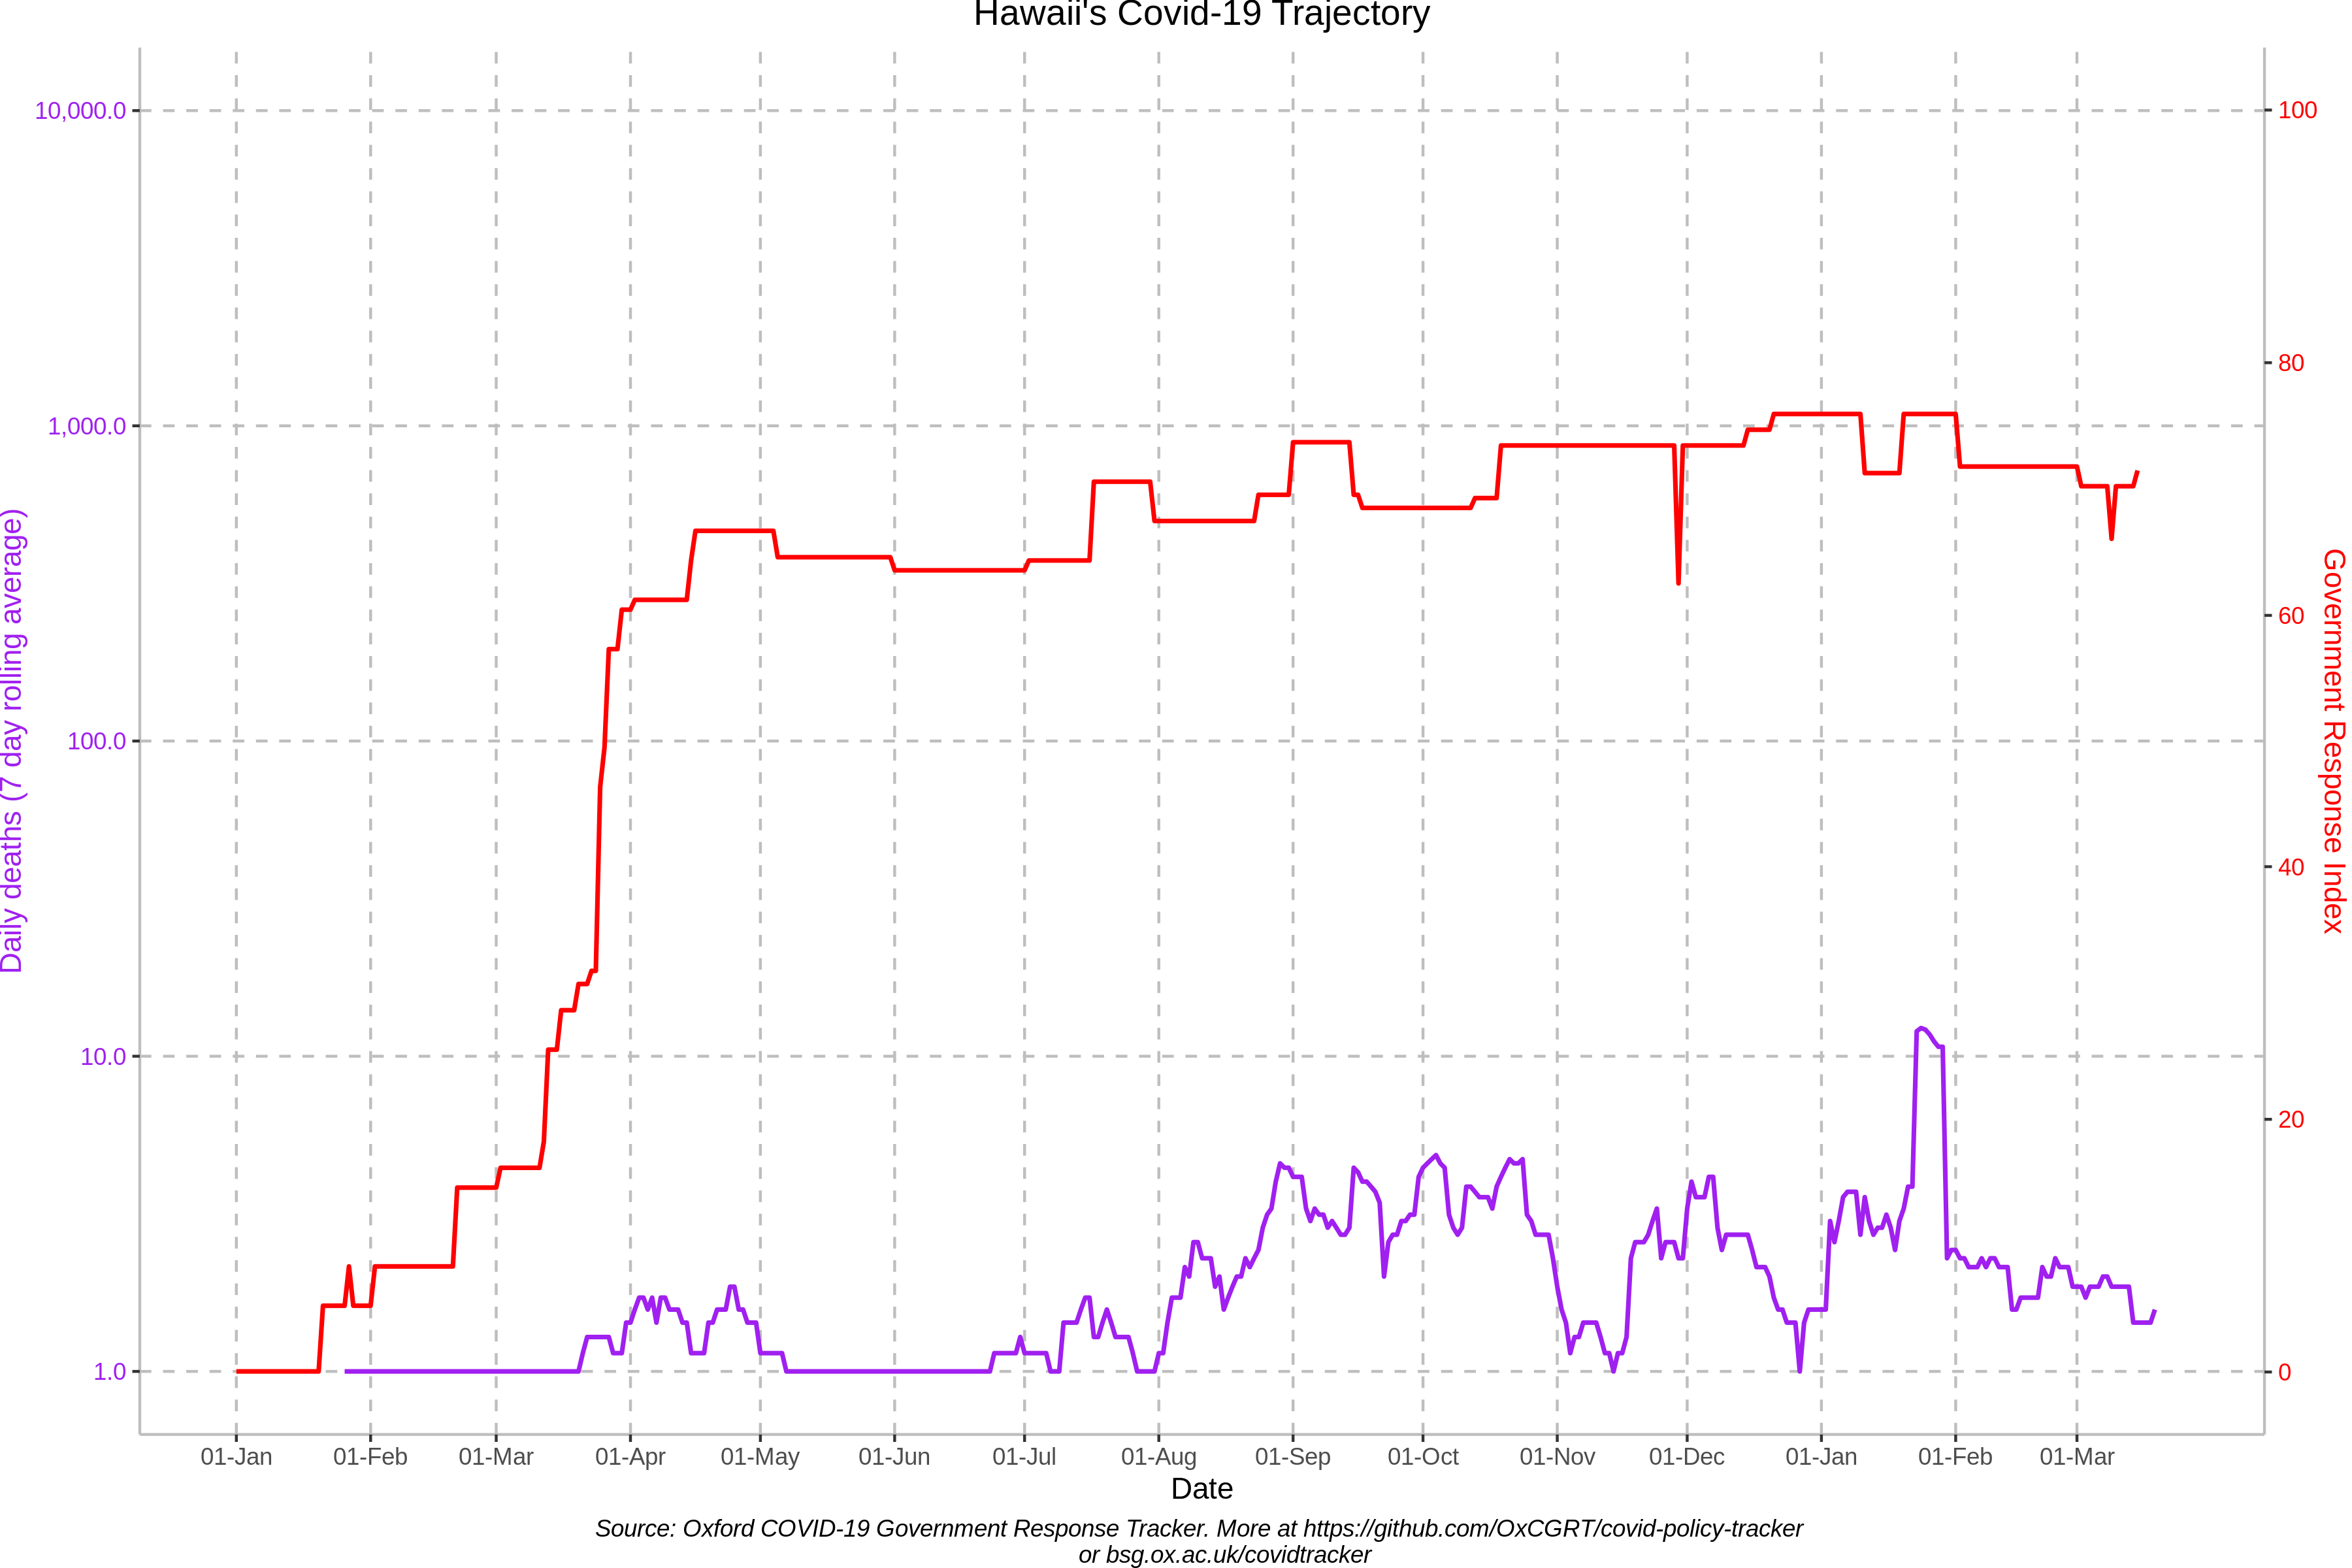 Hawaii's Covid-19 Trajectory
10,000.0
1,000.0
100.0
10.0
1.0
Daily deaths (7 day rolling average)
100
80
60
40
20
0
Government Response Index
01-Jan
01-Feb
01-Mar
01-Apr
01-May
01-Jun
01-Jul
01-Aug
01-Sep
01-Oct
01-Nov
01-Dec
01-Jan
01-Feb
01-Mar
Date
Source: Oxford COVID-19 Government Response Tracker. More at https://github.com/OxCGRT/covid-policy-tracker
or bsg.ox.ac.uk/covidtracker